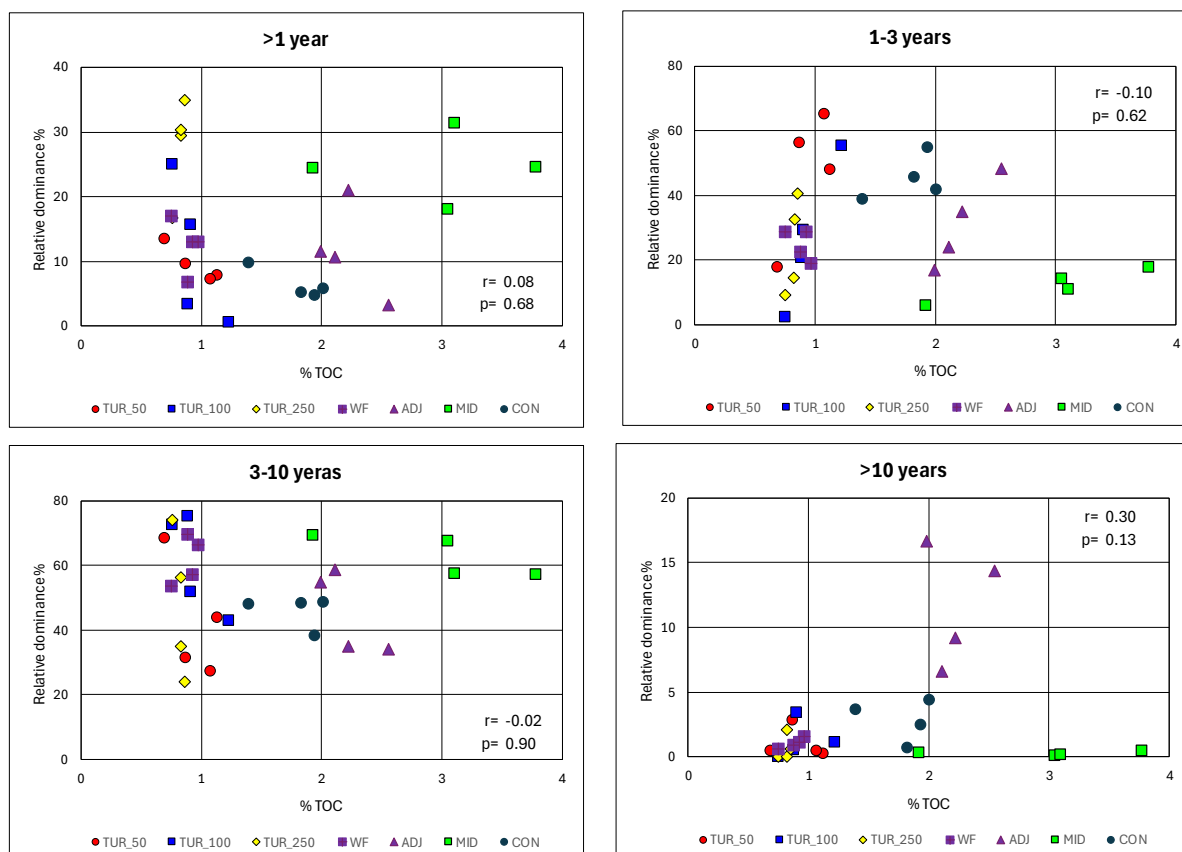 >1 year
40
30
20
10
0
0 1 2 3 4
Relative dominance%
% TOC
r= 0.08
p= 0.68
TUR_50 TUR_100 TUR_250 WF ADJ MID CON
1-3 years
80
60
40
20
0
0 1 2 3 4
Relative dominance%
% TOC
r= -0.10
p= 0.62
TUR_50 TUR_100 TUR_250 WF ADJ MID CON
3-10 yeras
80
60
40
20
0
0 1 2 3 4
Relative dominance%
% TOC
r= -0.02
p= 0.90
TUR_50 TUR_100 TUR_250 WF ADJ MID CON
>10 years
20
15
10
5
0
0 1 2 3 4
Relative dominance%
% TOC
r= 0.30
p= 0.13
TUR_50 TUR_100 TUR_250 WF ADJ MID CON